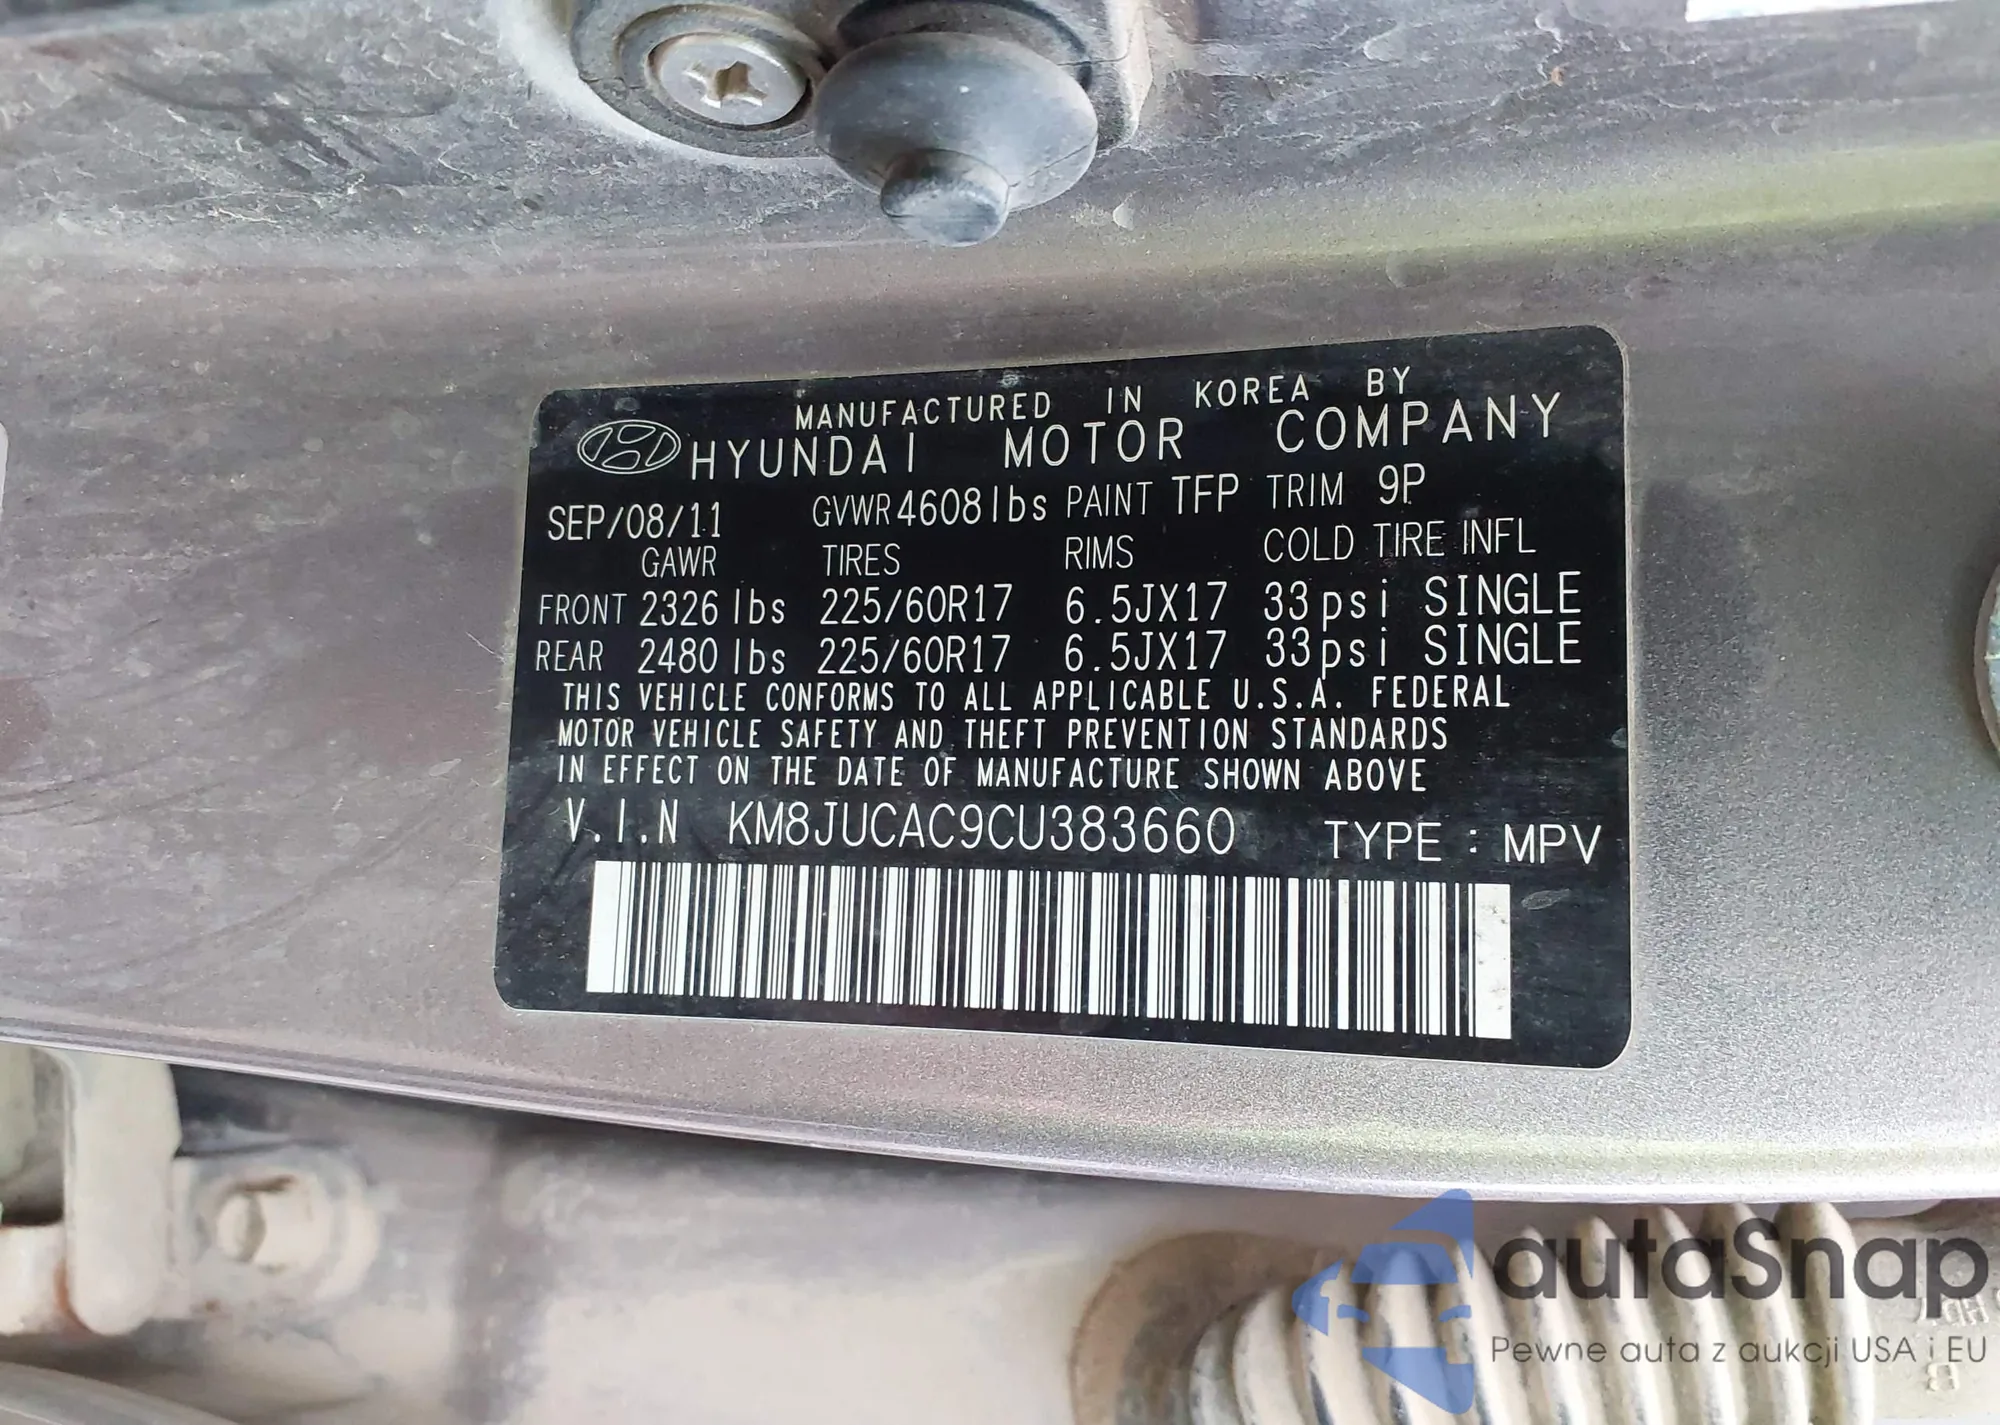 MANUFACTURED IN KOREA BY
HYUNDAI MOTOR COMPANY
SEP/08/11 GVWR 4608lbs PAINT TFP TRIM 9P
GAWR TIRES RIMS COLD TIRE INFL
FRONT 2326 lbs 225/60R17 6.5JX17 33psi SINGLE
REAR 2480 lbs 225/60R17 6.5JX17 33psi SINGLE
THIS VEHICLE CONFORMS TO ALL APPLICABLE U.S.A. FEDERAL
MOTOR VEHICLE SAFETY AND THEFT PREVENTION STANDARDS
IN EFFECT ON THE DATE OF MANUFACTURE SHOWN ABOVE
V.I.N KM8JUCAC9CU383660 TYPE : MPV
autaSnap
Pewne auta z aukcji USA i EU